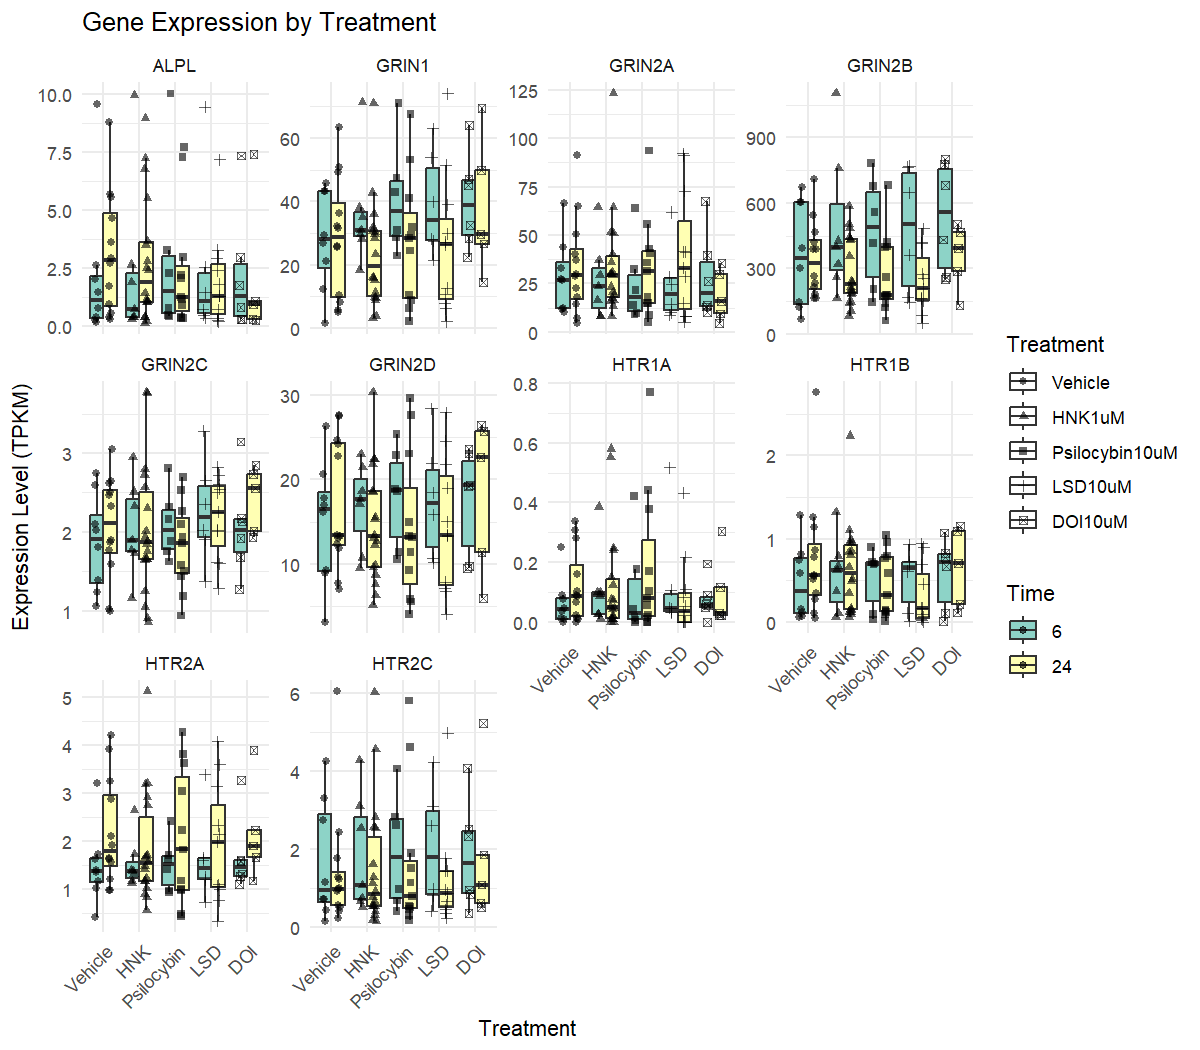 Gene Expression by Treatment
ALPL
GRIN1
GRIN2A
GRIN2B
10.0
7.5
5.0
2.5
0.0
60
40
20
0
125
100
75
50
25
0
900
600
300
0
GRIN2C
GRIN2D
HTR1A
HTR1B
3
2
1
30
20
10
0.8
0.6
0.4
0.2
0.0
2
1
0
Vehicle
HNK
Psilocybin
LSD
DOI
Vehicle
HNK
Psilocybin
LSD
DOI
HTR2A
HTR2C
5
4
3
2
1
6
4
2
0
Vehicle
HNK
Psilocybin
LSD
DOI
Vehicle
HNK
Psilocybin
LSD
DOI
Expression Level (TPKM)
Treatment
Treatment
Vehicle
HNK1uM
Psilocybin10uM
LSD10uM
DOI10uM
Time
6
24